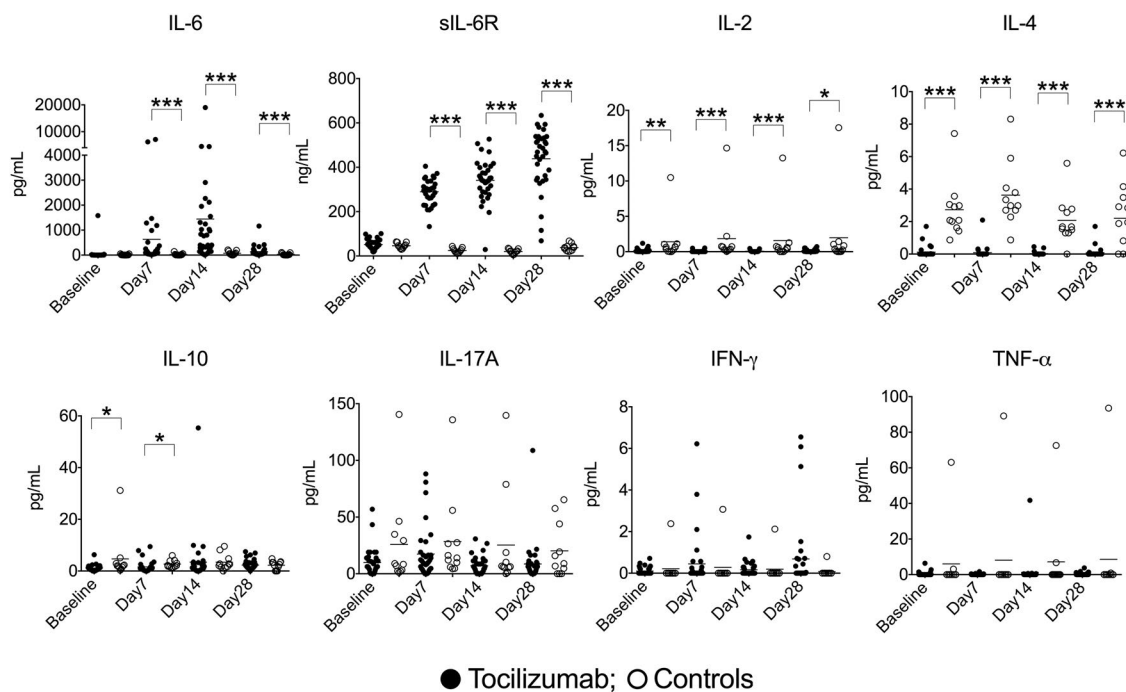 IL-6
sIL-6R
IL-2
IL-4
pg/mL
20000
10000
4000
3000
2000
1000
0
***
***
***
Baseline
Day7
Day14
Day28
ng/mL
800
600
400
200
0
***
***
***
Baseline
Day7
Day14
Day28
pg/mL
20
15
10
5
0
**
***
***
*
Baseline
Day7
Day14
Day28
pg/mL
10
8
6
4
2
0
***
***
***
***
Baseline
Day7
Day14
Day28
IL-10
IL-17A
IFN-γ
TNF-α
pg/mL
60
40
20
0
*
*
Baseline
Day7
Day14
Day28
pg/mL
150
100
50
0
Baseline
Day7
Day14
Day28
pg/mL
8
6
4
2
0
Baseline
Day7
Day14
Day28
pg/mL
100
80
60
40
20
0
Baseline
Day7
Day14
Day28
● Tocilizumab; ○ Controls